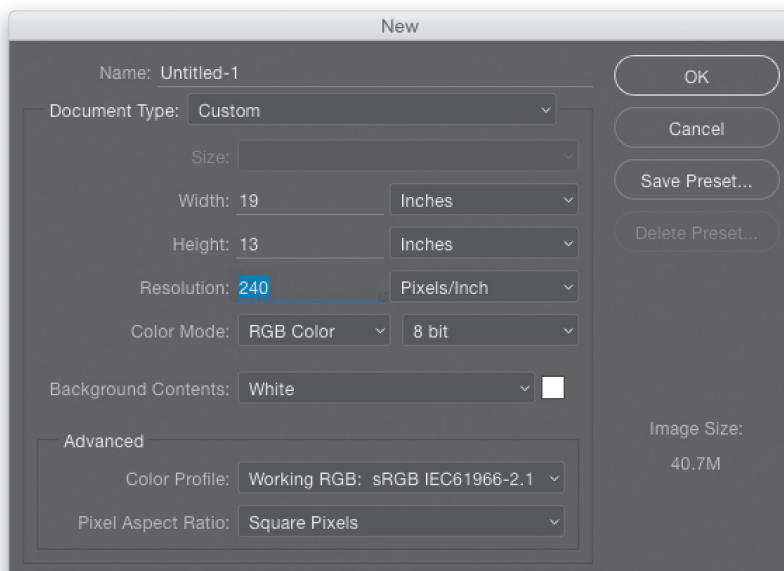 New
Name: Untitled-1
OK
Document Type: Custom
Cancel
Size:
Save Preset...
Width: 19 Inches
Delete Preset...
Height: 13 Inches
Resolution: 240 Pixels/Inch
Color Mode: RGB Color 8 bit
Background Contents: White
Image Size:
40.7M
Advanced
Color Profile: Working RGB: sRGB IEC61966-2.1
Pixel Aspect Ratio: Square Pixels